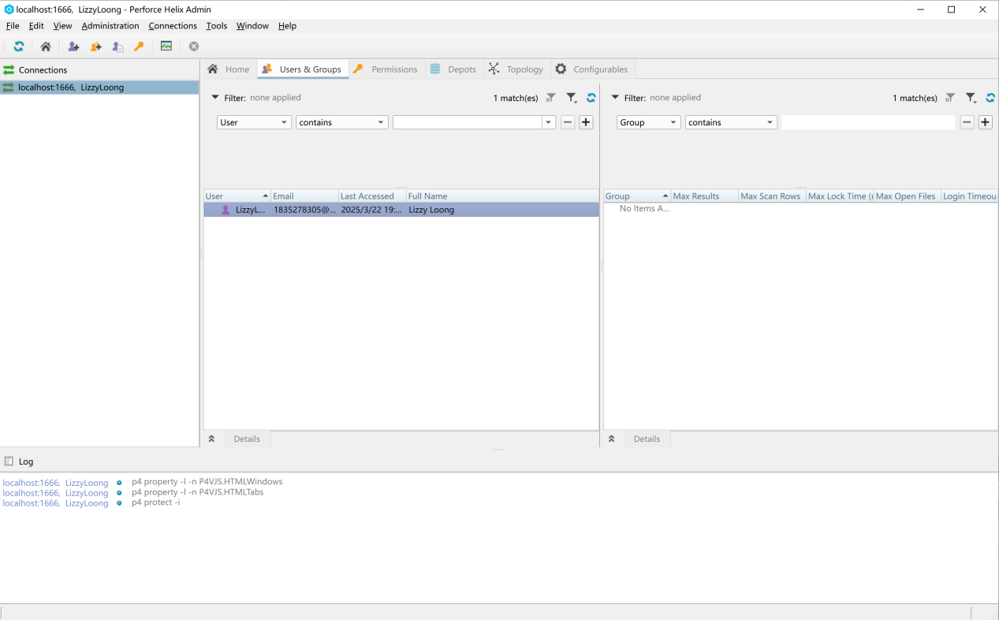 localhost:1666,  LizzyLoong - Perforce Helix Admin
File  Edit  View  Administration  Connections  Tools  Window  Help
Connections
localhost:1666,  LizzyLoong
Home  Users & Groups  Permissions  Depots  Topology  Configurables
Filter: none applied  1 match(es)
User  contains
User  Email  Last Accessed  Full Name
LizzyL...  1835278305@...  2025/3/22 19:...  Lizzy Loong
Details
Filter: none applied  1 match(es)
Group  contains
Group  Max Results  Max Scan Rows  Max Lock Time (r  Max Open Files  Login Timeou
No Items A...
Details
Log
localhost:1666,  LizzyLoong  p4 property -l -n P4VJS.HTMLWindows
localhost:1666,  LizzyLoong  p4 property -l -n P4VJS.HTMLTabs
localhost:1666,  LizzyLoong  p4 protect -i